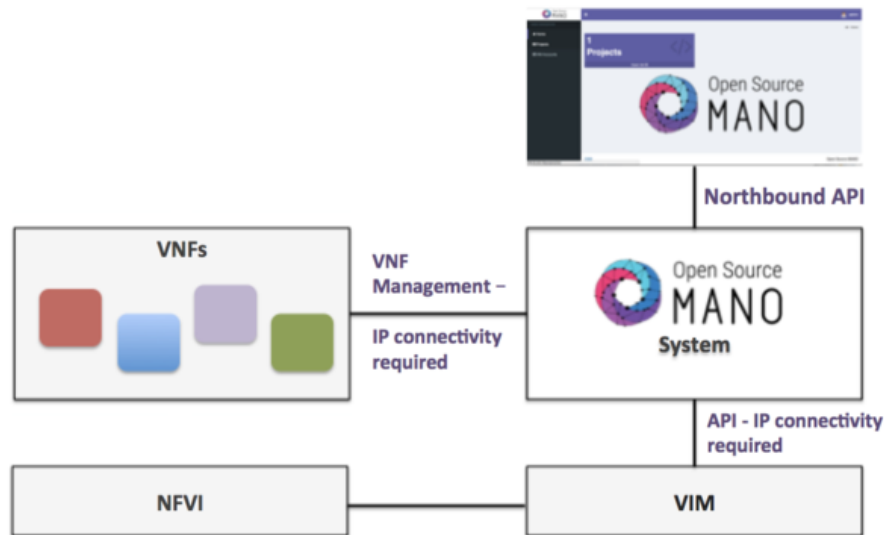 1
Projects
Open Source
MANO
Northbound API
VNFs
VNF
Management –
IP connectivity
required
Open Source
MANO
System
API - IP connectivity
required
NFVI
VIM